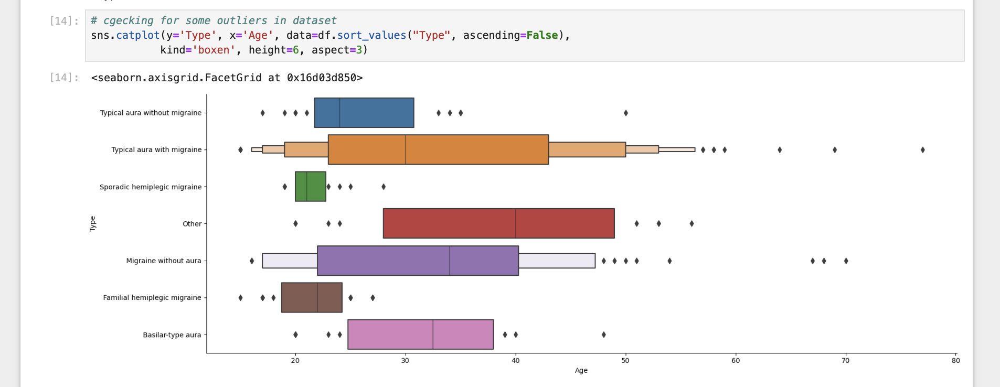 [14]: # cgecking for some outliers in dataset
sns.catplot(y='Type', x='Age', data=df.sort_values("Type", ascending=False),
kind='boxen', height=6, aspect=3)
[14]: <seaborn.axisgrid.FacetGrid at 0x16d03d850>
Typical aura without migraine
Typical aura with migraine
Sporadic hemiplegic migraine
Other
Migraine without aura
Familial hemiplegic migraine
Basilar-type aura
Type
20 30 40 50 60 70 80
Age